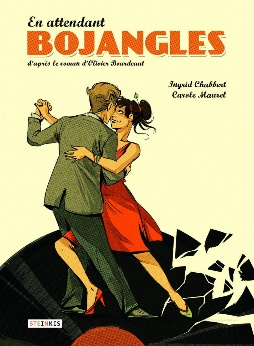 En attendant
BOJANGLES
d'après le roman d'Olivier Bourdeaut
Ingrid Chabbert
Carole Maurel
STEINKIS